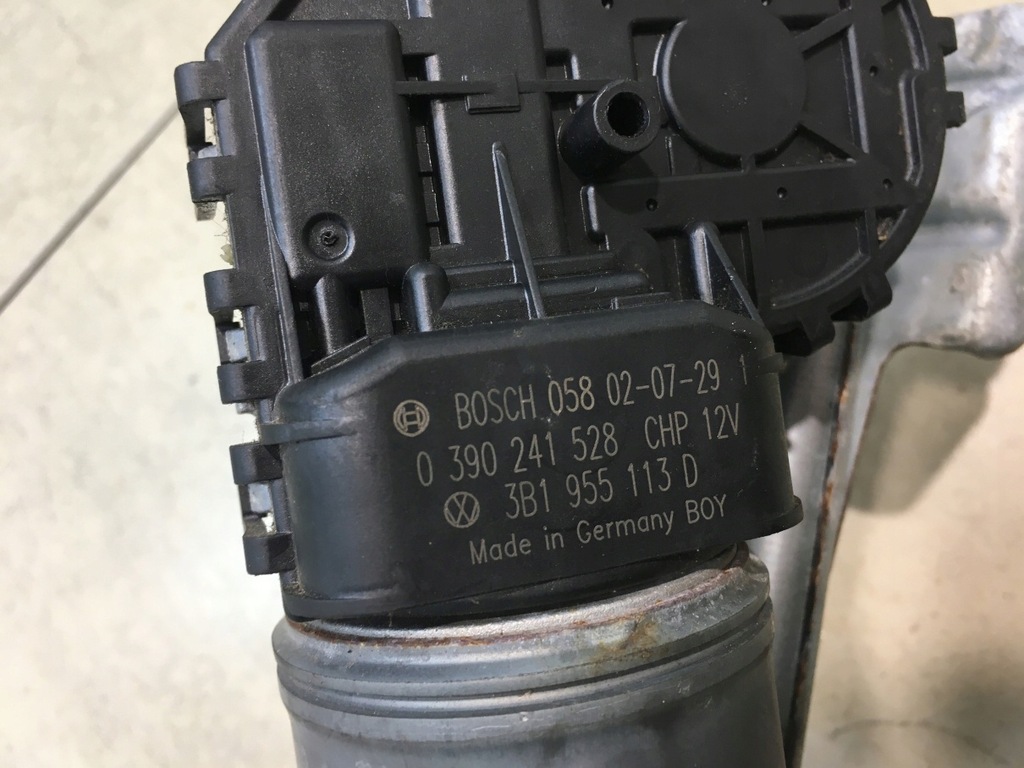 BOSCH 058 02-07-29 1
0 390 241 528 CHP 12V
3B1 955 113 D
Made in Germany BOY